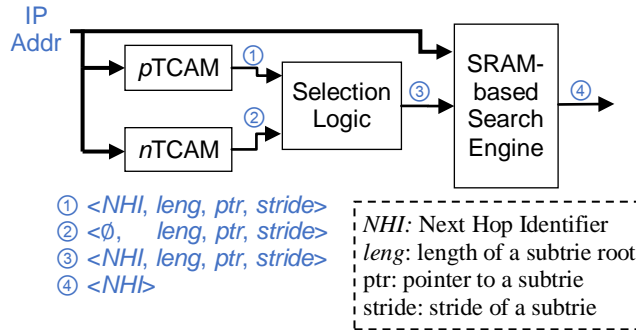 IP
Addr
pTCAM
①
nTCAM
②
Selection
Logic
③
SRAM-
based
Search
Engine
④
① <NHI, leng, ptr, stride>
② <∅, leng, ptr, stride>
③ <NHI, leng, ptr, stride>
④ <NHI>
NHI: Next Hop Identifier
leng: length of a subtrie root
ptr: pointer to a subtrie
stride: stride of a subtrie